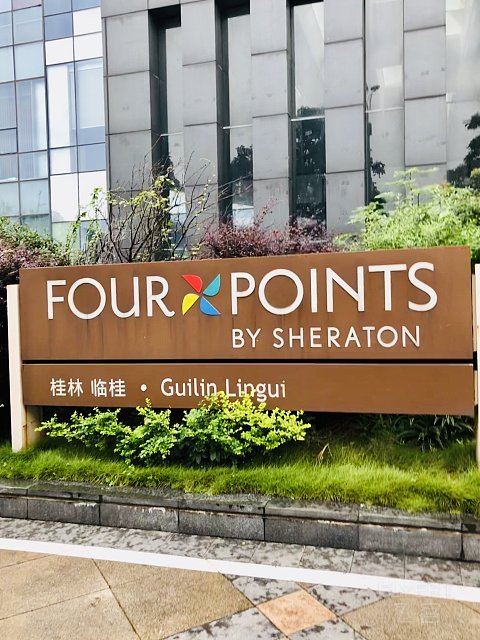 FOUR POINTS
BY SHERATON
桂林 临桂 • Guilin Lingui